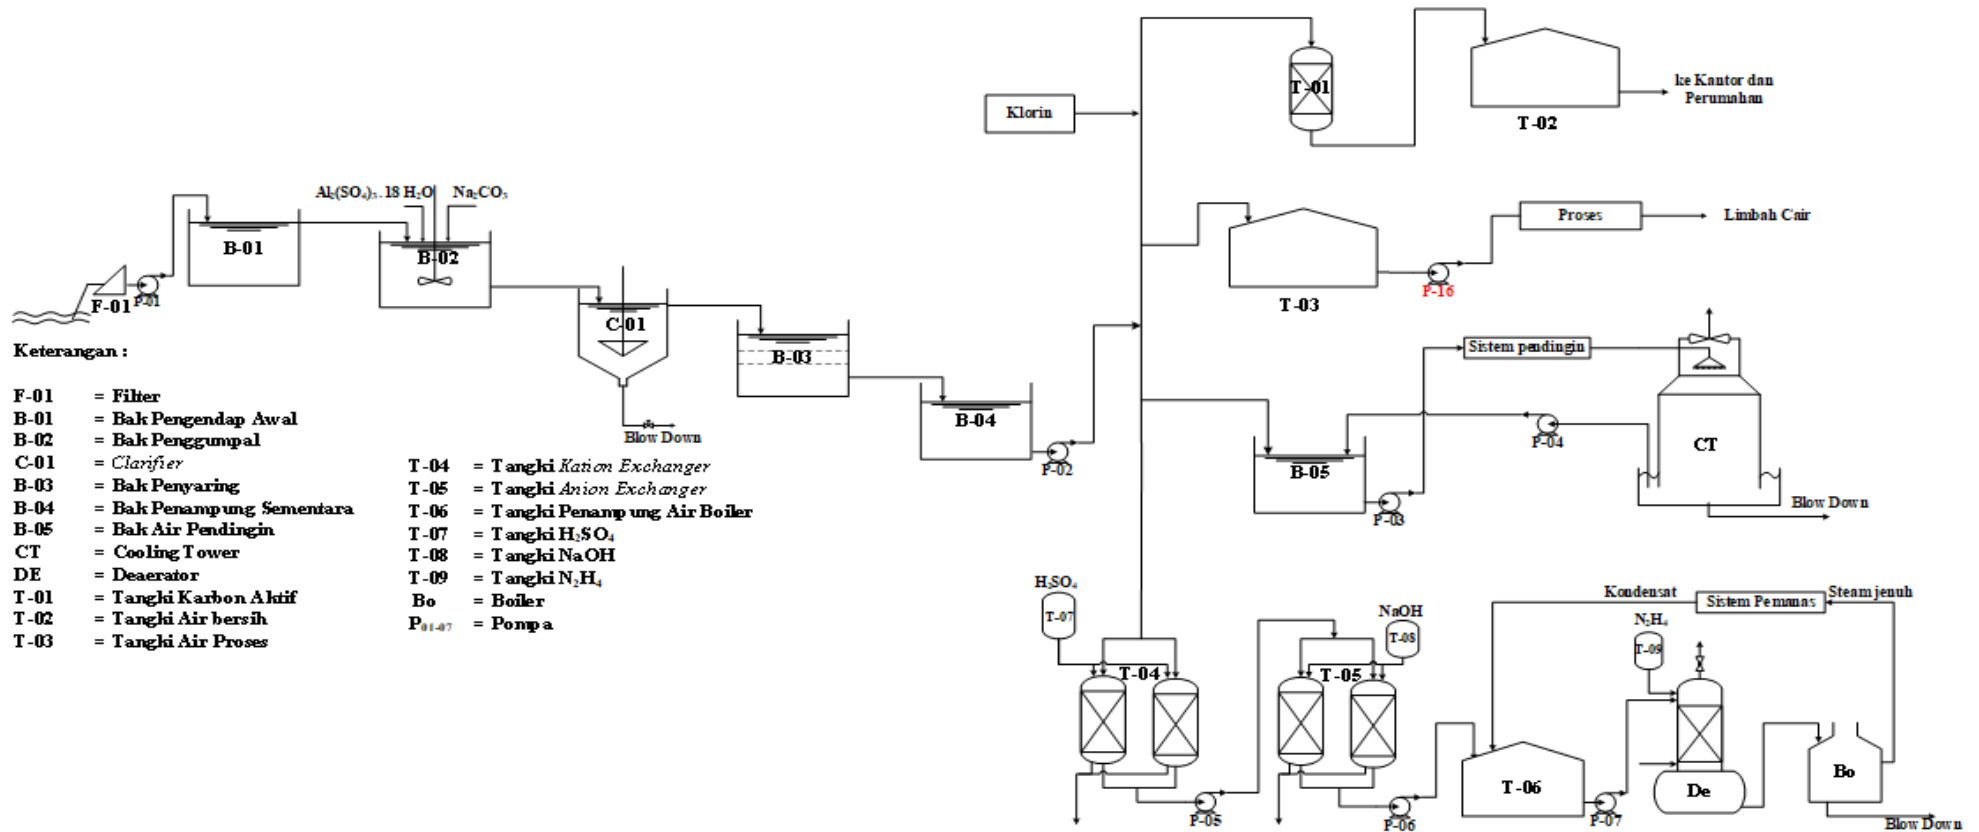 ke Kantor dan
Perumahan
T-01
T-02
Klorin
Al₂(SO₄)₃. 18 H₂O
Na₂CO₃
Proses
Limbah Cair
B-01
B-02
F-01
P-01
T-03
P-16
C-01
B-03
Sistem pendingin
B-04
Blow Down
P-02
B-05
P-03
P-04
CT
Blow Down
Keterangan :
F-01 = Filter
B-01 = Bak Pengendap Awal
B-02 = Bak Penggumpal
C-01 = Clarifier
B-03 = Bak Penyaring
B-04 = Bak Penampung Sementara
B-05 = Bak Air Pendingin
CT = Cooling Tower
DE = Deaerator
T-01 = Tangki Karbon Aktif
T-02 = Tangki Air bersih
T-03 = Tangki Air Proses
T-04 = Tangki Kation Exchanger
T-05 = Tangki Anion Exchanger
T-06 = Tangki Penampung Air Boiler
T-07 = Tangki H₂SO₄
T-08 = Tangki NaOH
T-09 = Tangki N₂H₄
Bo = Boiler
P₀₁₋₀₇ = Pompa
H₂SO₄
T-07
NaOH
T-08
T-04
T-05
Kondensat
Sistem Pemanas
Steam jenuh
N₂H₄
T-09
P-05
P-06
T-06
P-07
De
Bo
Blow Down